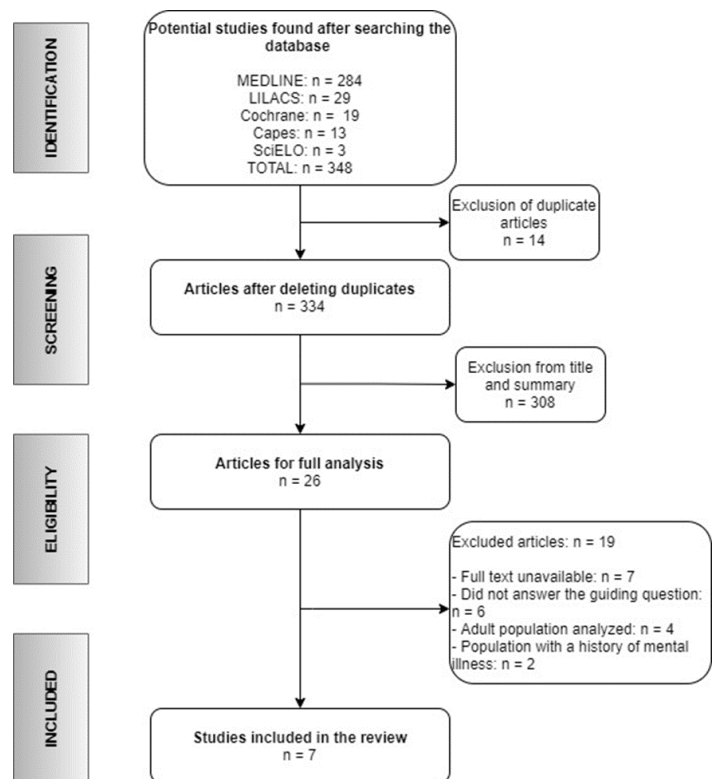 IDENTIFICATION
Potential studies found after searching the
database
MEDLINE: n = 284
LILACS: n = 29
Cochrane: n = 19
Capes: n = 13
SciELO: n = 3
TOTAL: n = 348
Exclusion of duplicate
articles
n = 14
SCREENING
Articles after deleting duplicates
n = 334
Exclusion from title
and summary
n = 308
ELIGIBILITY
Articles for full analysis
n = 26
Excluded articles: n = 19
- Full text unavailable: n = 7
- Did not answer the guiding question:
n = 6
- Adult population analyzed: n = 4
- Population with a history of mental
illness: n = 2
INCLUDED
Studies included in the review
n = 7